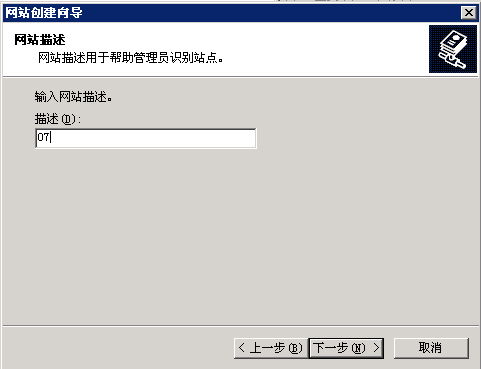 网站创建向导
网站描述
网站描述用于帮助管理员识别站点。
输入网站描述。
描述(D):
07
< 上一步(B) 下一步(N) > 取消